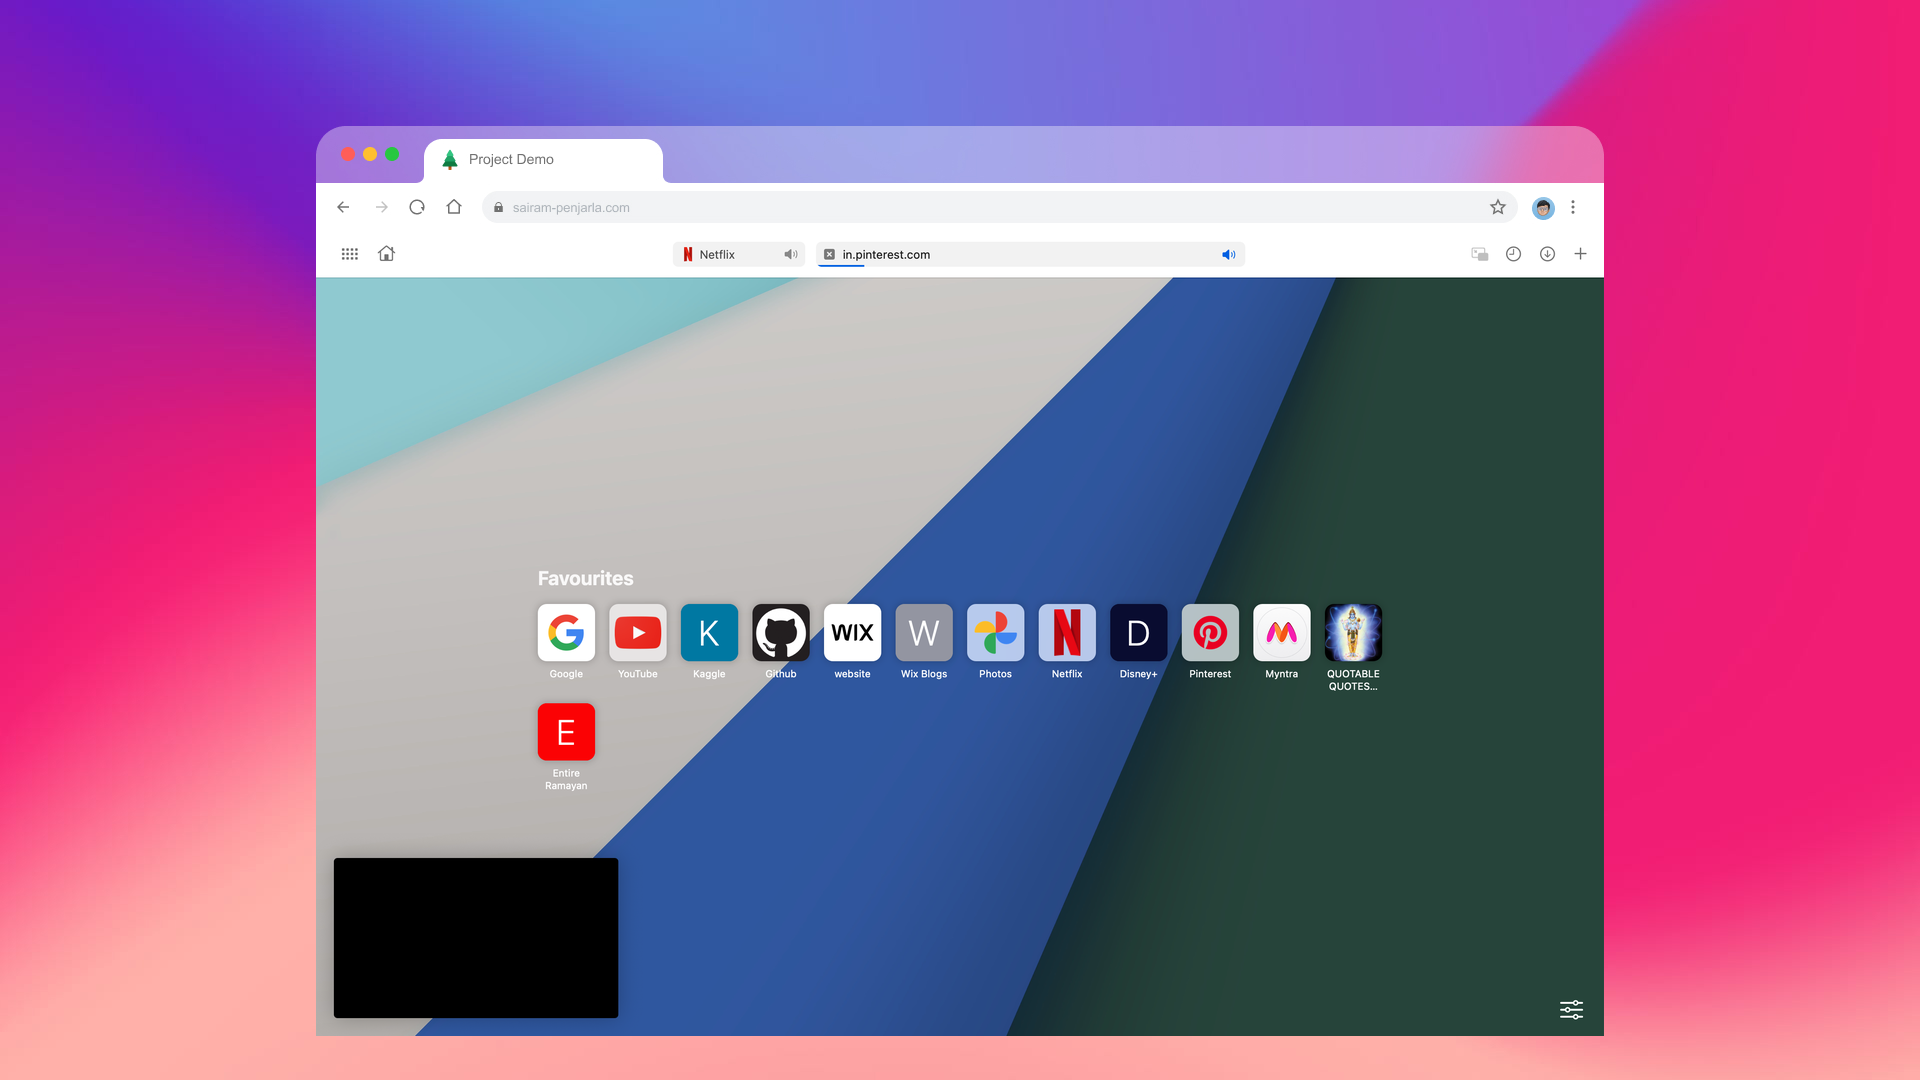 Project Demo
sairam-penjarla.com
Netflix
in.pinterest.com
Favourites
K
WIX
W
D
Google
YouTube
Kaggle
Github
website
Wix Blogs
Photos
Netflix
Disney+
Pinterest
Myntra
QUOTABLE
QUOTES...
E
Entire
Ramayan